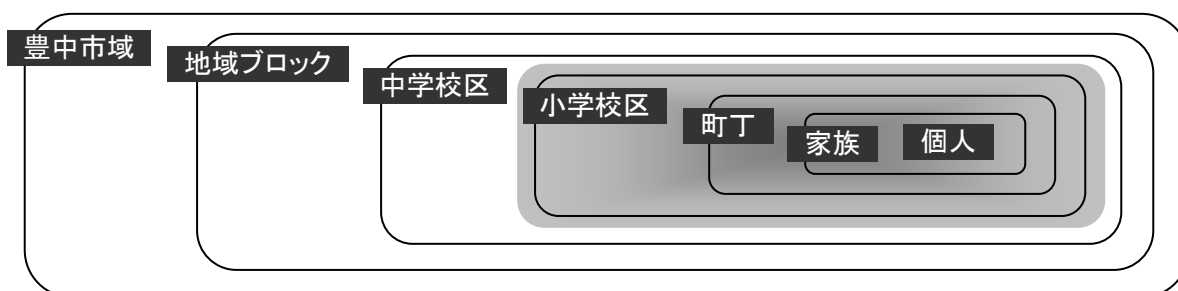 豊中市域
地域ブロック
中学校区
小学校区
町丁
家族
個人